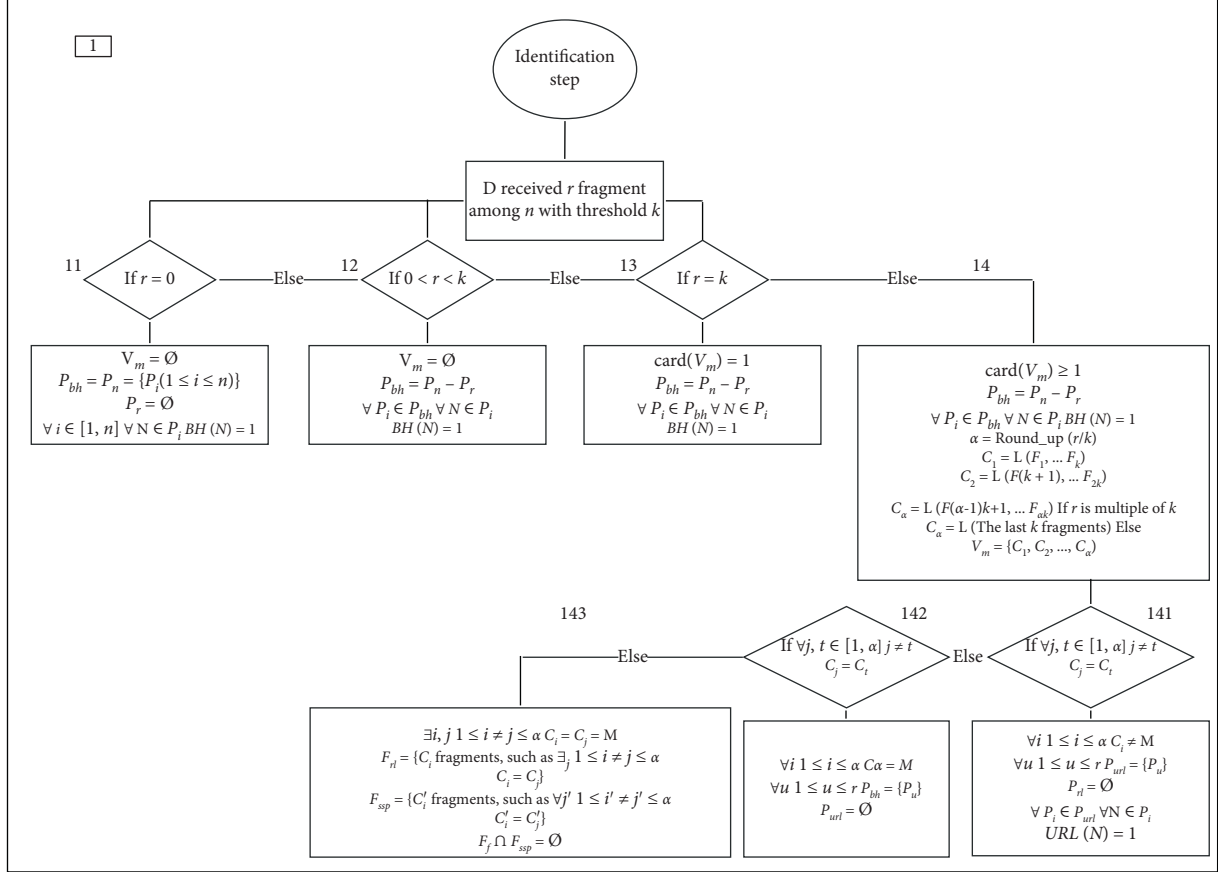 1
Identification
step
D received r fragment
among n with threshold k
11
If r = 0
Else
12
If 0 < r < k
Else
13
If r = k
Else
14
V_m = Ø
P_bh = P_n = {P_i(1 ≤ i ≤ n)}
P_r = Ø
∀ i ∈ [1, n] ∀ N ∈ P_i BH (N) = 1
V_m = Ø
P_bh = P_n – P_r
∀ P_i ∈ P_bh ∀ N ∈ P_i
BH (N) = 1
card(V_m) = 1
P_bh = P_n – P_r
∀ P_i ∈ P_bh ∀ N ∈ P_i
BH (N) = 1
card(V_m) ≥ 1
P_bh = P_n – P_r
∀ P_i ∈ P_bh ∀ N ∈ P_i BH (N) = 1
α = Round_up (r/k)
C_1 = L (F_1, ... F_k)
C_2 = L (F(k + 1), ... F_2k)
C_α = L (F(α-1)k+1, ... F_αk) If r is multiple of k
C_α = L (The last k fragments) Else
V_m = {C_1, C_2, ..., C_α)
143
Else
142
If ∀j, t ∈ [1, α] j ≠ t
C_j = C_t
Else
141
If ∀j, t ∈ [1, α] j ≠ t
C_j = C_t
∃i, j 1 ≤ i ≠ j ≤ α C_i = C_j = M
F_rl = {C_i fragments, such as ∃_j 1 ≤ i ≠ j ≤ α
C_i = C_j}
F_ssp = {C'_i fragments, such as ∀j' 1 ≤ i' ≠ j' ≤ α
C'_i = C'_j}
F_f ∩ F_ssp = Ø
∀i 1 ≤ i ≤ α Cα = M
∀u 1 ≤ u ≤ r P_bh = {P_u}
P_url = Ø
∀i 1 ≤ i ≤ α C_i ≠ M
∀u 1 ≤ u ≤ r P_url = {P_u}
P_rl = Ø
∀ P_i ∈ P_url ∀N ∈ P_i
URL (N) = 1